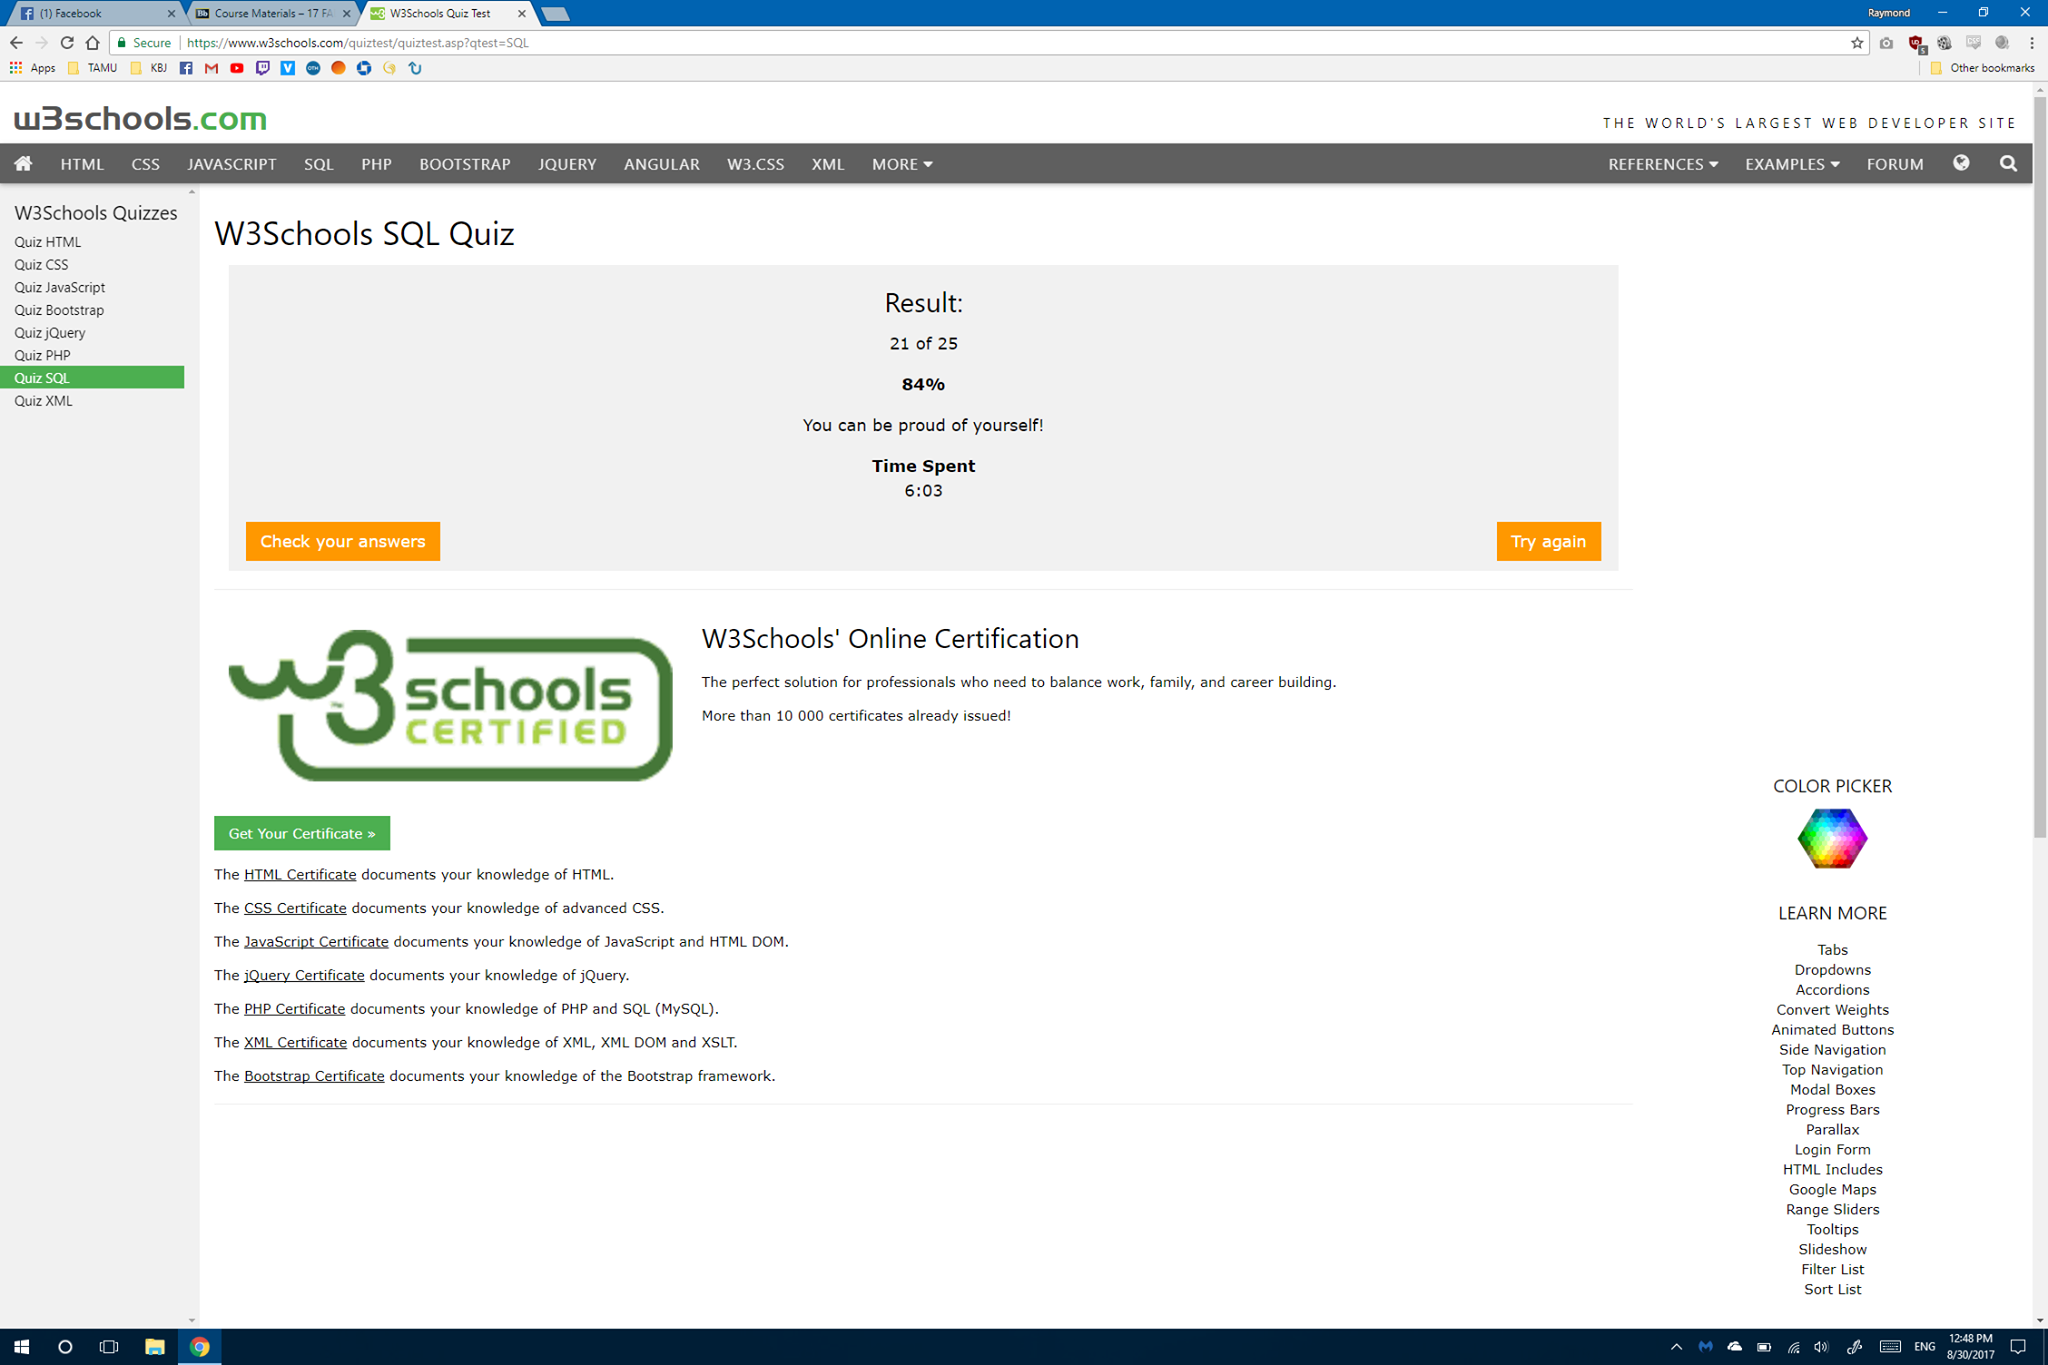 (1) Facebook
Course Materials – 17 FA
W3Schools Quiz Test
Raymond
Secure
https://www.w3schools.com/quiztest/quiztest.asp?qtest=SQL
Apps
TAMU
KBJ
Other bookmarks
w3schools.com
THE WORLD'S LARGEST WEB DEVELOPER SITE
HTML CSS JAVASCRIPT SQL PHP BOOTSTRAP JQUERY ANGULAR W3.CSS XML MORE REFERENCES EXAMPLES FORUM
W3Schools Quizzes
Quiz HTML
Quiz CSS
Quiz JavaScript
Quiz Bootstrap
Quiz jQuery
Quiz PHP
Quiz SQL
Quiz XML
W3Schools SQL Quiz
Result:
21 of 25
84%
You can be proud of yourself!
Time Spent
6:03
Check your answers
Try again
w3schools
CERTIFIED
W3Schools' Online Certification
The perfect solution for professionals who need to balance work, family, and career building.
More than 10 000 certificates already issued!
Get Your Certificate »
The HTML Certificate documents your knowledge of HTML.
The CSS Certificate documents your knowledge of advanced CSS.
The JavaScript Certificate documents your knowledge of JavaScript and HTML DOM.
The jQuery Certificate documents your knowledge of jQuery.
The PHP Certificate documents your knowledge of PHP and SQL (MySQL).
The XML Certificate documents your knowledge of XML, XML DOM and XSLT.
The Bootstrap Certificate documents your knowledge of the Bootstrap framework.
COLOR PICKER
LEARN MORE
Tabs
Dropdowns
Accordions
Convert Weights
Animated Buttons
Side Navigation
Top Navigation
Modal Boxes
Progress Bars
Parallax
Login Form
HTML Includes
Google Maps
Range Sliders
Tooltips
Slideshow
Filter List
Sort List
ENG
12:48 PM
8/30/2017